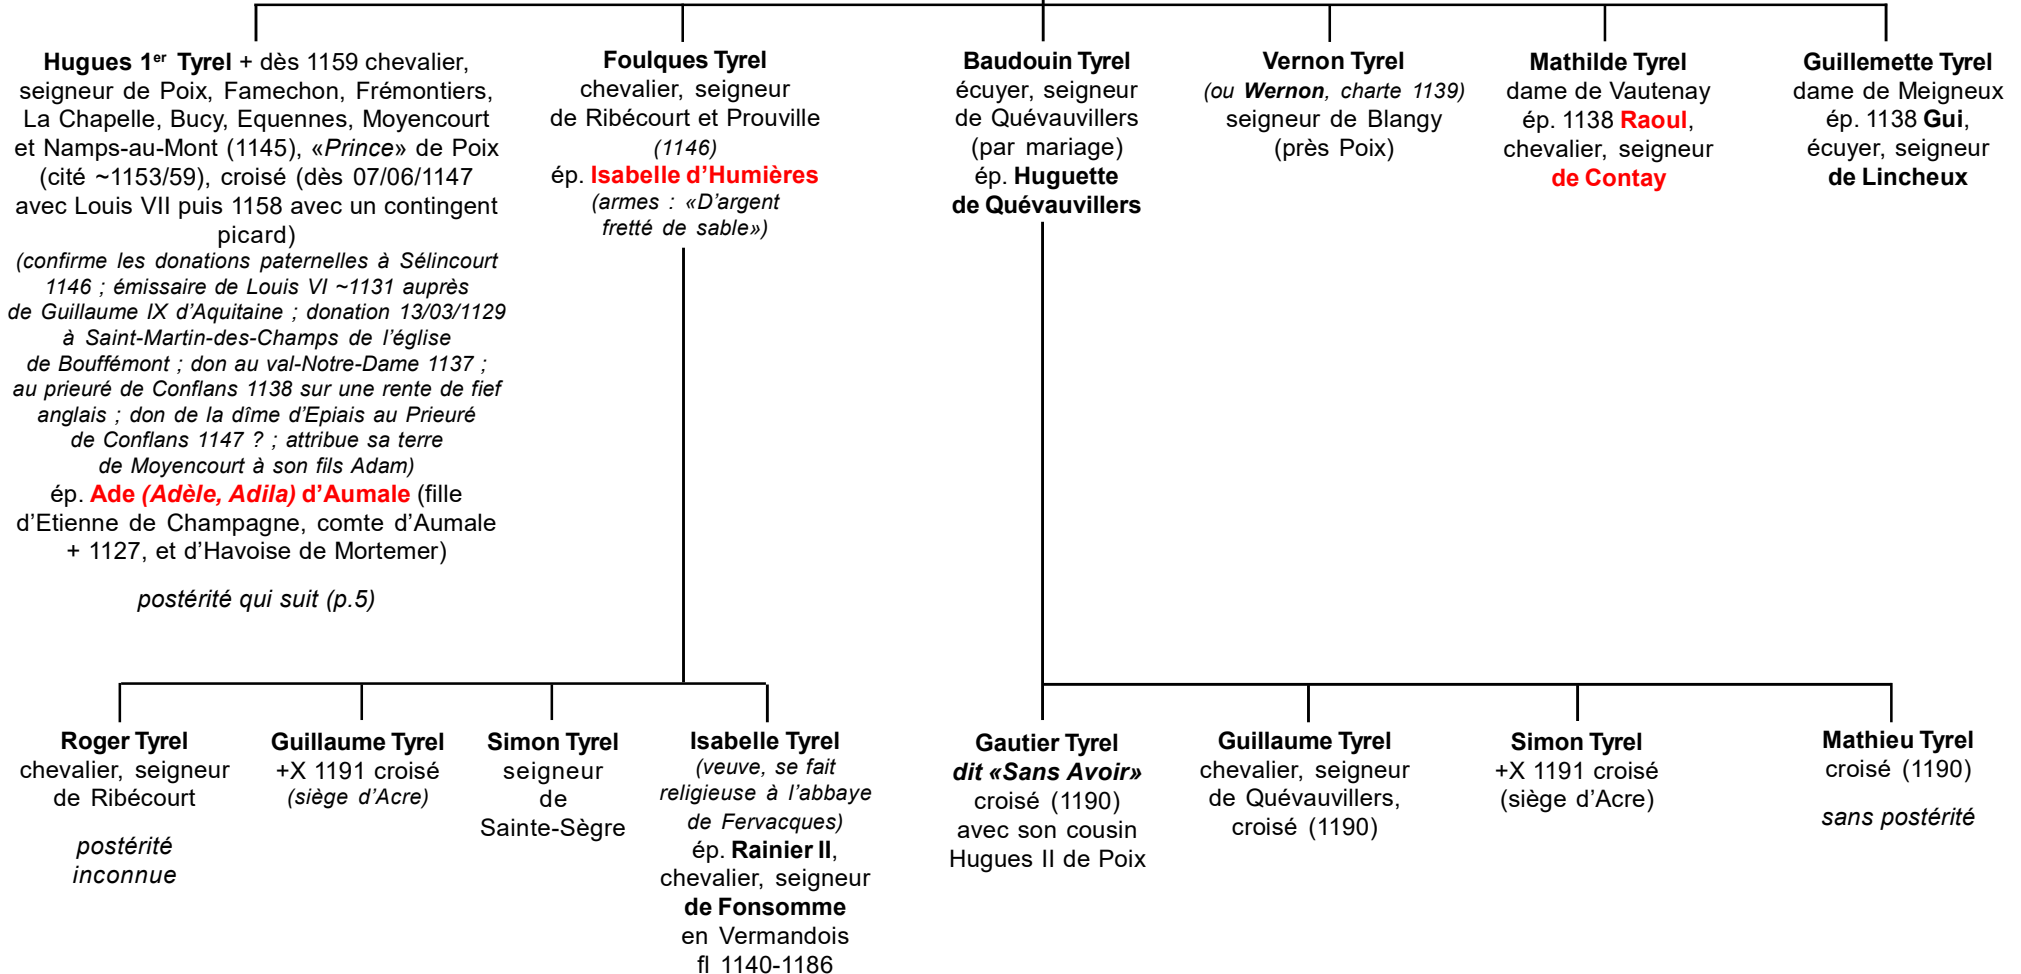 Hugues 1er Tyrel + dès 1159 chevalier,
seigneur de Poix, Famechon, Frémontiers,
La Chapelle, Bucy, Equennes, Moyencourt
et Namps-au-Mont (1145), «Prince» de Poix
(cité ~1153/59), croisé (dès 07/06/1147
avec Louis VII puis 1158 avec un contingent
picard)
(confirme les donations paternelles à Sélincourt
1146 ; émissaire de Louis VI ~1131 auprès
de Guillaume IX d’Aquitaine ; donation 13/03/1129
à Saint-Martin-des-Champs de l’église
de Bouffémont ; don au val-Notre-Dame 1137 ;
au prieuré de Conflans 1138 sur une rente de fief
anglais ; don de la dîme d’Epiais au Prieuré
de Conflans 1147 ? ; attribue sa terre
de Moyencourt à son fils Adam)
ép. Ade (Adèle, Adila) d’Aumale (fille
d’Etienne de Champagne, comte d’Aumale
+ 1127, et d’Havoise de Mortemer)
postérité qui suit (p.5)
Foulques Tyrel
chevalier, seigneur
de Ribécourt et Prouville
(1146)
ép. Isabelle d’Humières
(armes : «D’argent
fretté de sable»)
Baudouin Tyrel
écuyer, seigneur
de Quévauvillers
(par mariage)
ép. Huguette
de Quévauvillers
Vernon Tyrel
(ou Wernon, charte 1139)
seigneur de Blangy
(près Poix)
Mathilde Tyrel
dame de Vautenay
ép. 1138 Raoul,
chevalier, seigneur
de Contay
Guillemette Tyrel
dame de Meigneux
ép. 1138 Gui,
écuyer, seigneur
de Lincheux
Roger Tyrel
chevalier, seigneur
de Ribécourt
postérité
inconnue
Guillaume Tyrel
+X 1191 croisé
(siège d’Acre)
Simon Tyrel
seigneur
de
Sainte-Sègre
Isabelle Tyrel
(veuve, se fait
religieuse à l’abbaye
de Fervacques)
ép. Rainier II,
chevalier, seigneur
de Fonsomme
en Vermandois
fl 1140-1186
Gautier Tyrel
dit «Sans Avoir»
croisé (1190)
avec son cousin
Hugues II de Poix
Guillaume Tyrel
chevalier, seigneur
de Quévauvillers,
croisé (1190)
Simon Tyrel
+X 1191 croisé
(siège d’Acre)
Mathieu Tyrel
croisé (1190)
sans postérité